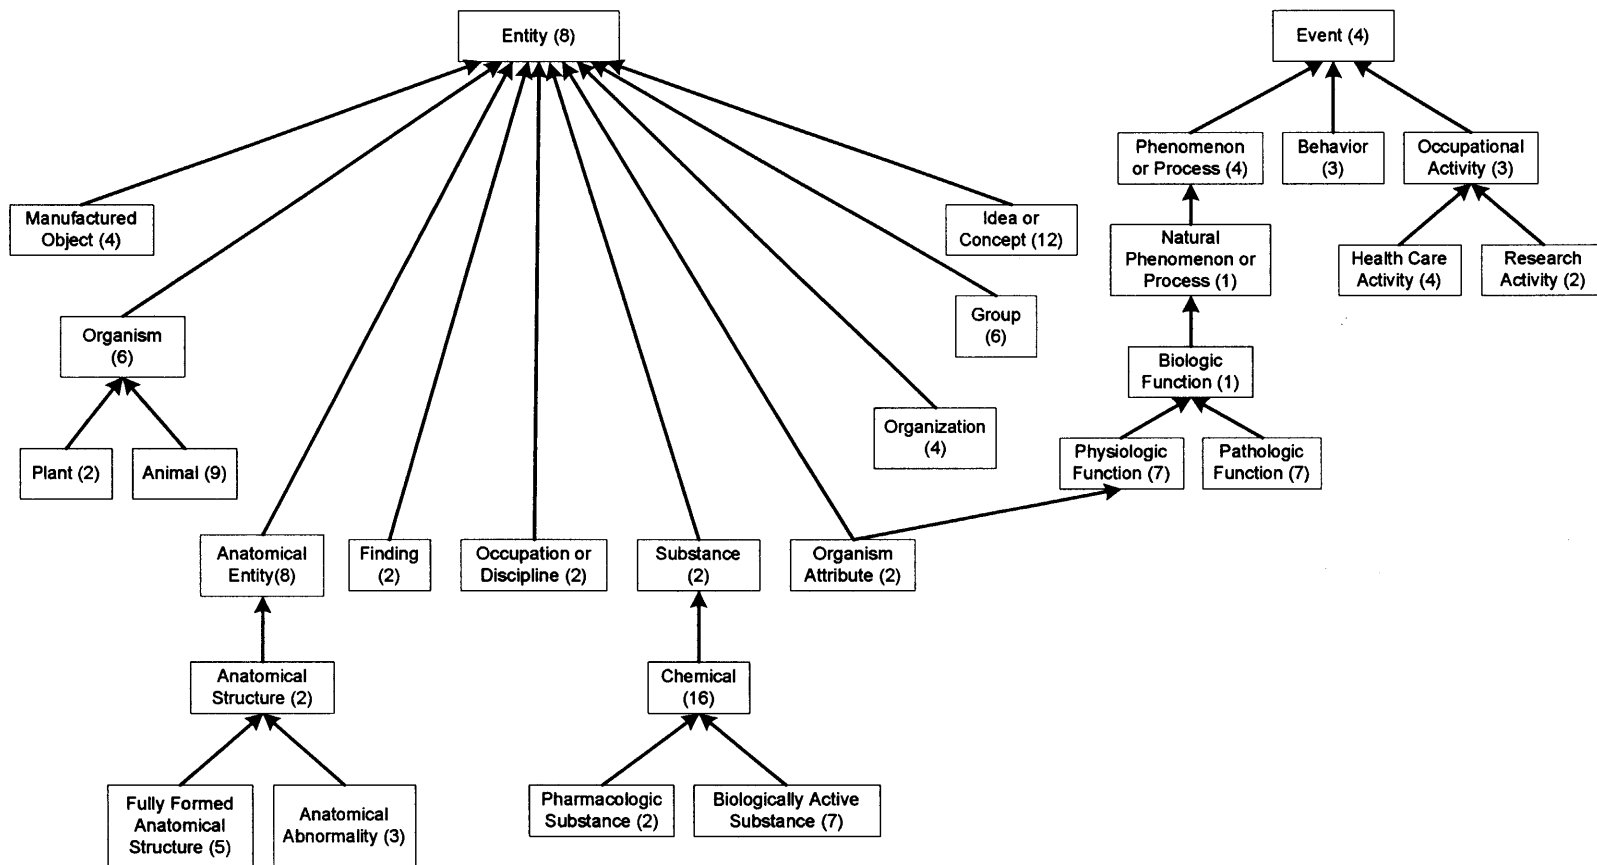 Entity (8)
Event (4)
Phenomenon
or Process (4)
Behavior
(3)
Occupational
Activity (3)
Manufactured
Object (4)
Idea or
Concept (12)
Natural
Phenomenon or
Process (1)
Health Care
Activity (4)
Research
Activity (2)
Organism
(6)
Group
(6)
Biologic
Function (1)
Organization
(4)
Plant (2)
Animal (9)
Physiologic
Function (7)
Pathologic
Function (7)
Anatomical
Entity(8)
Finding
(2)
Occupation or
Discipline (2)
Substance
(2)
Organism
Attribute (2)
Anatomical
Structure (2)
Chemical
(16)
Fully Formed
Anatomical
Structure (5)
Anatomical
Abnormality (3)
Pharmacologic
Substance (2)
Biologically Active
Substance (7)